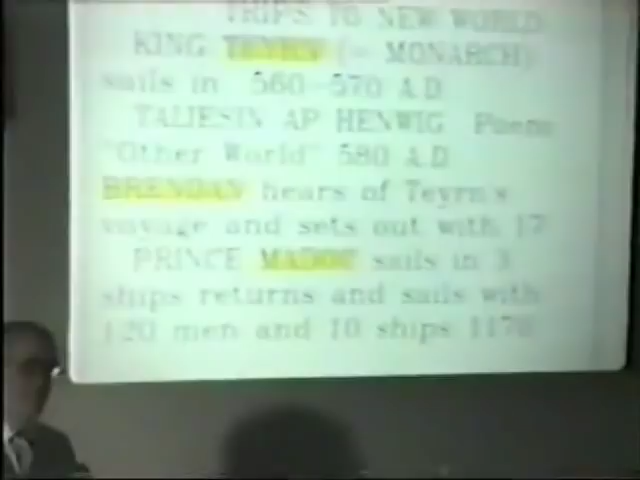 TRIPS TO NEW WORLD
KING TEYRN (= MONARCH)
sails in 560-570 A D
TALIESIN AP HENWIG Poem
"Other World" 580 A D
BRENDAN hears of Teyrn's
voyage and sets out with 17
PRINCE MADOC sails in 3
ships returns and sails with
120 men and 10 ships 1170